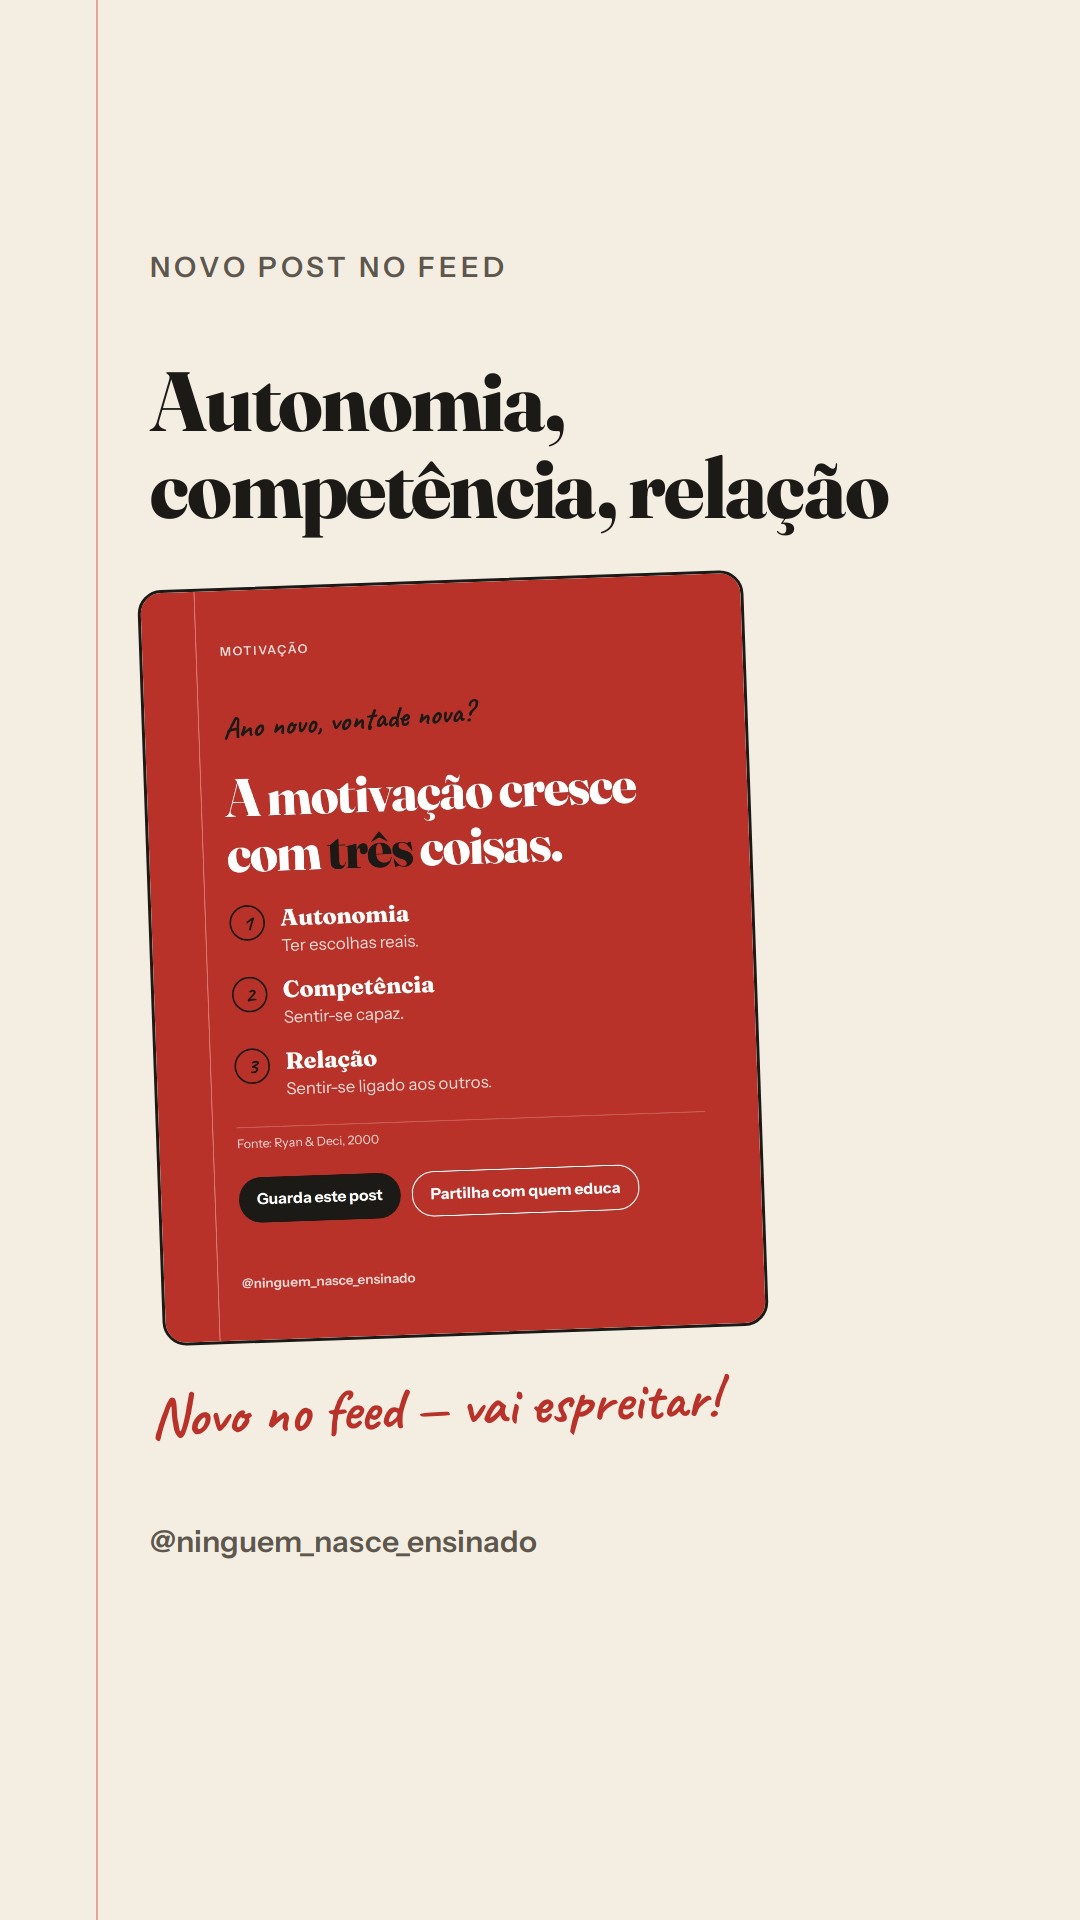 NOVO POST NO FEED
Autonomia,
competência, relação
MOTIVAÇÃO
Ano novo, vontade nova?
A motivação cresce
com três coisas.
1 Autonomia
Ter escolhas reais.
2 Competência
Sentir-se capaz.
3 Relação
Sentir-se ligado aos outros.
Fonte: Ryan & Deci, 2000
Guarda este post Partilha com quem educa
@ninguem_nasce_ensinado
Novo no feed — vai espreitar!
@ninguem_nasce_ensinado